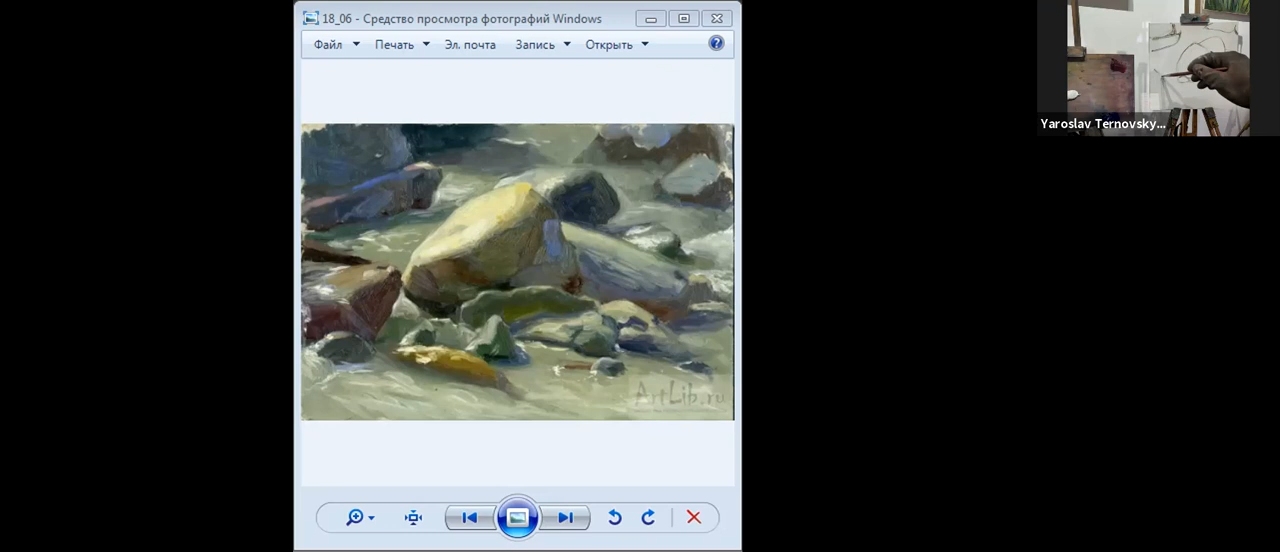 18_06 - Средство просмотра фотографий Windows
Файл Печать Эл. почта Запись Открыть
Yaroslav Ternovsky...
ArtLib.ru